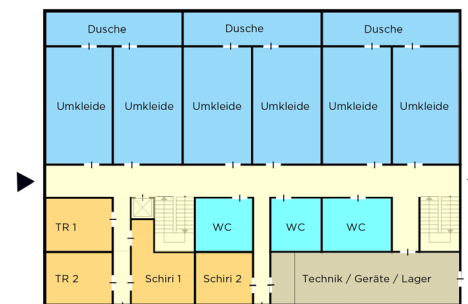 Dusche Dusche Dusche
Umkleide Umkleide Umkleide Umkleide Umkleide Umkleide
TR 1 WC WC WC
TR 2 Schiri 1 Schiri 2 Technik / Geräte / Lager